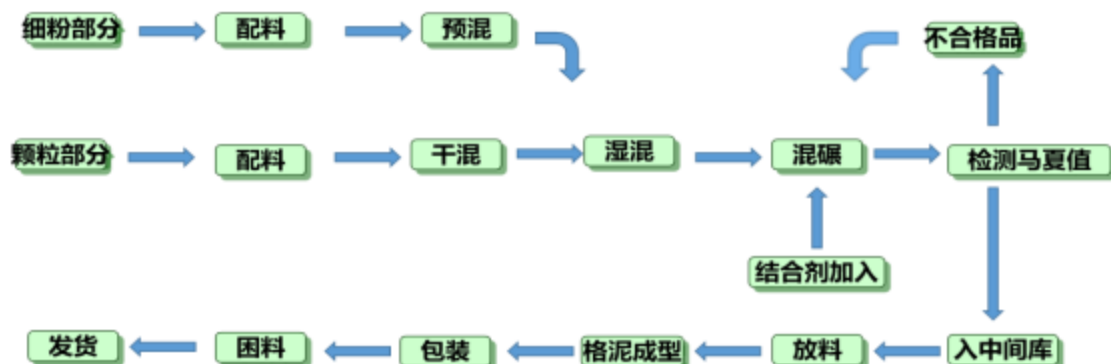 细粉部分
配料
预混
不合格品
颗粒部分
配料
干混
湿混
混碾
检测马夏值
结合剂加入
发货
困料
包装
格泥成型
放料
入中间库